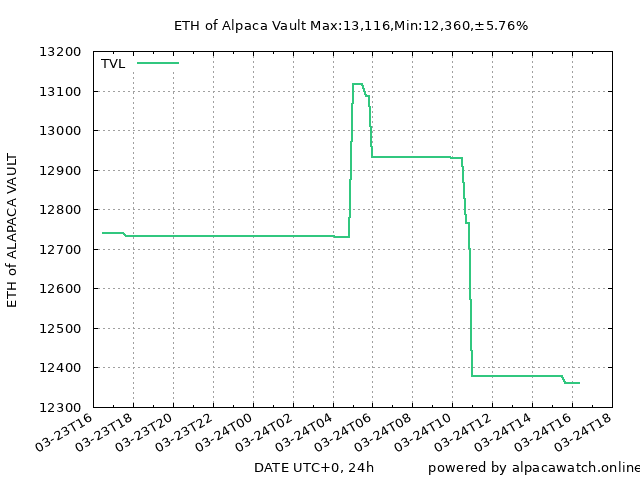 ETH of Alpaca Vault Max:13,116,Min:12,360,±5.76%
13200
TVL
13100
13000
12900
12800
12700
12600
12500
12400
12300
ETH of ALAPACA VAULT
03-23T16
03-23T18
03-23T20
03-23T22
03-24T00
03-24T02
03-24T04
03-24T06
03-24T08
03-24T10
03-24T12
03-24T14
03-24T16
03-24T18
DATE UTC+0, 24h
powered by alpacawatch.online